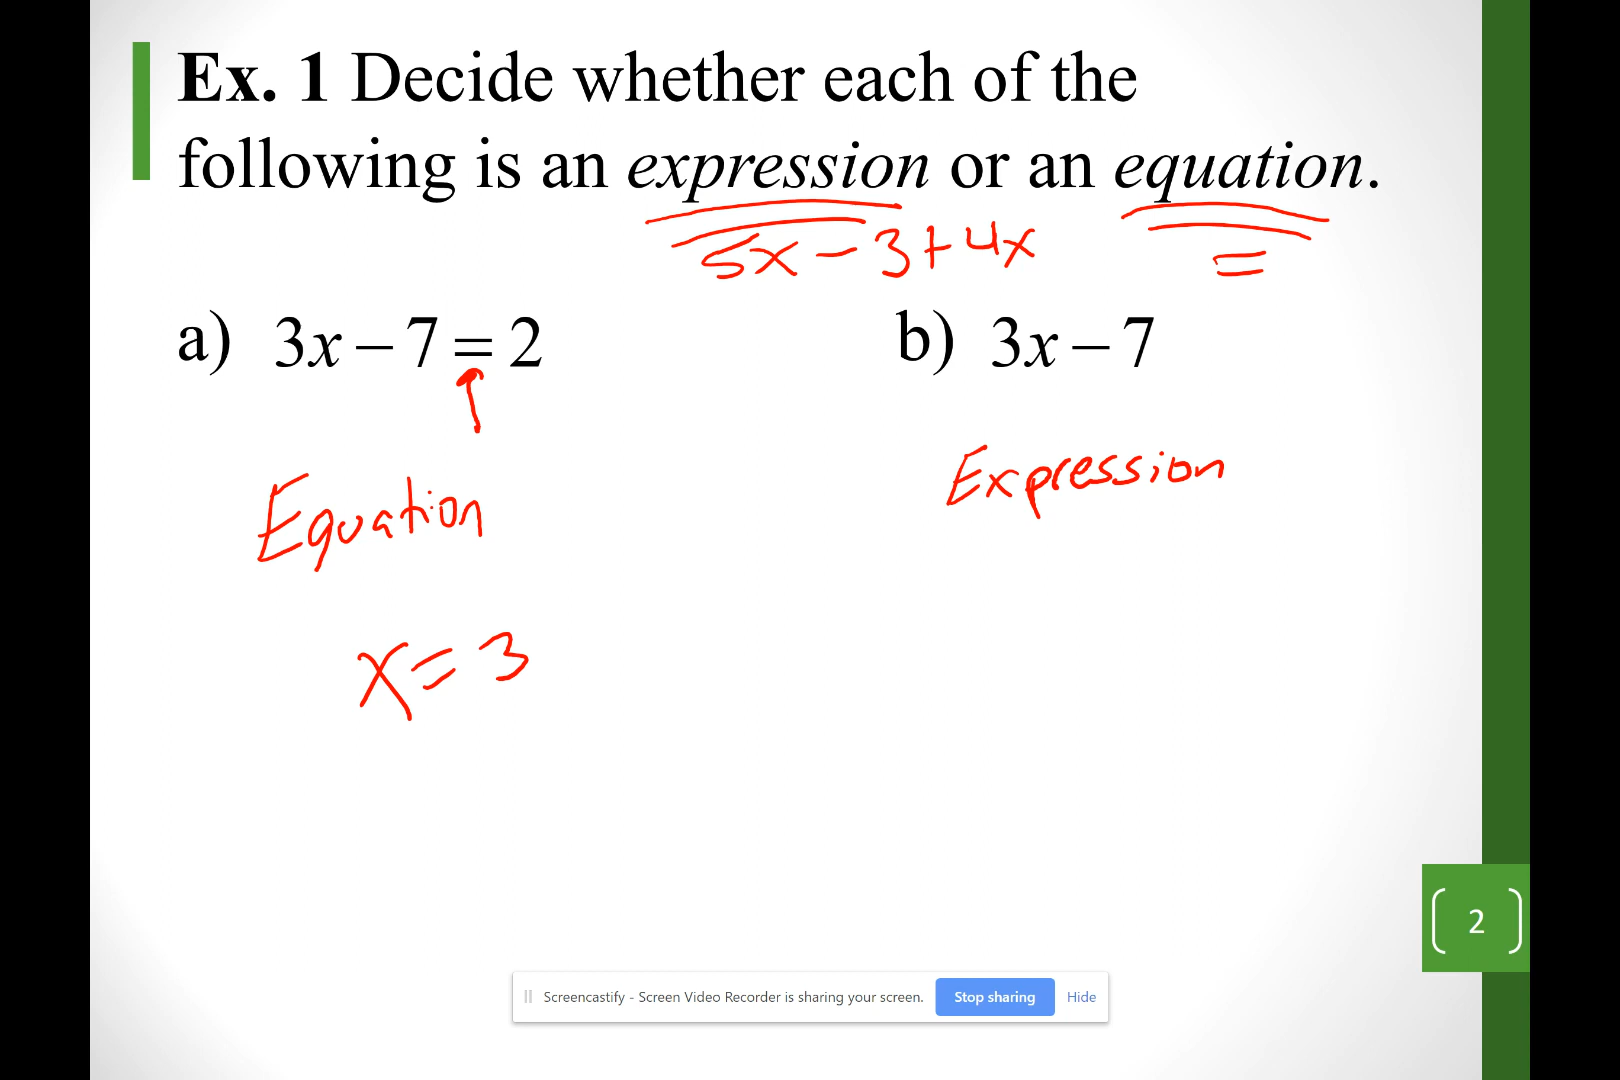 Ex. 1 Decide whether each of the
following is an expression or an equation.
5x − 3 + 4x =
a) 3x − 7 = 2 b) 3x − 7
Equation Expression
x = 3
2
Screencastify - Screen Video Recorder is sharing your screen. Stop sharing Hide